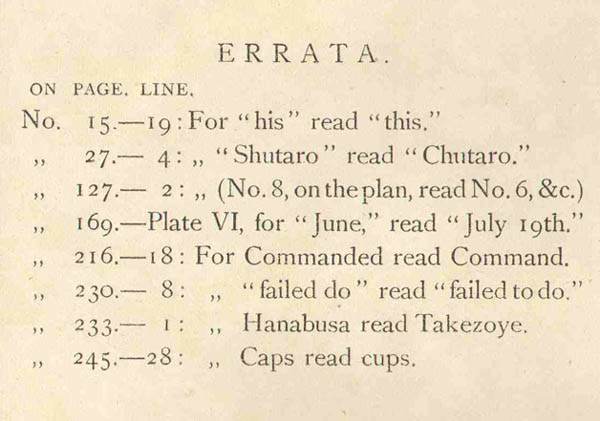 ERRATA.
ON PAGE. LINE.
No. 15.—19: For "his" read "this."
„ 27.— 4: „ "Shutaro" read "Chutaro."
„ 127.— 2: „ (No. 8, on the plan, read No. 6, &c.)
„ 169.—Plate VI, for "June," read "July 19th."
„ 216.—18: For Commanded read Command.
„ 230.— 8: „ "failed do" read "failed to do."
„ 233.— 1: „ Hanabusa read Takezoye.
„ 245.—28: „ Caps read cups.